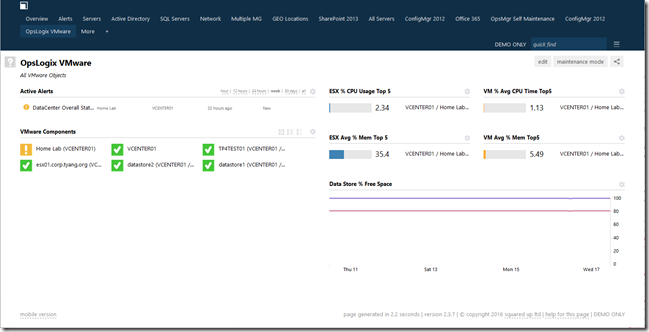 Overview Alerts Servers Active Directory SQL Servers Network Multiple MG GEO Locations SharePoint 2013 All Servers ConfigMgr 2012 Office 365 OpsMgr Self Maintenance ConfigMgr 2012
OpsLogix VMware More +
DEMO ONLY quick find
? OpsLogix VMware
edit maintenance mode
All VMware Objects
Active Alerts
hour 12 hours 24 hours week 30 days all
DataCenter Overall Stat... Home Lab VCENTER01 22 hours ago New
VMware Components
Home Lab (VCENTER01) VCENTER01 TP4TEST01 (VCENTER01 /...
esx01.corp.tyang.org (VC... datastore2 (VCENTER01 /... datastore1 (VCENTER01 /...
ESX % CPU Usage Top 5
2.34 VCENTER01 / Home Lab...
VM % Avg CPU Time Top5
1.13 VCENTER01 / Home Lab...
ESX Avg % Mem Top 5
35.4 VCENTER01 / Home Lab...
VM Avg % Mem Top5
5.49 VCENTER01 / Home Lab...
Data Store % Free Space
100
80
60
40
20
0
Thu 11 Sat 13 Mon 15 Wed 17
mobile version page generated in 2.2 seconds | version 2.3.7 | © copyright 2016 squared up ltd | help for this page | DEMO ONLY